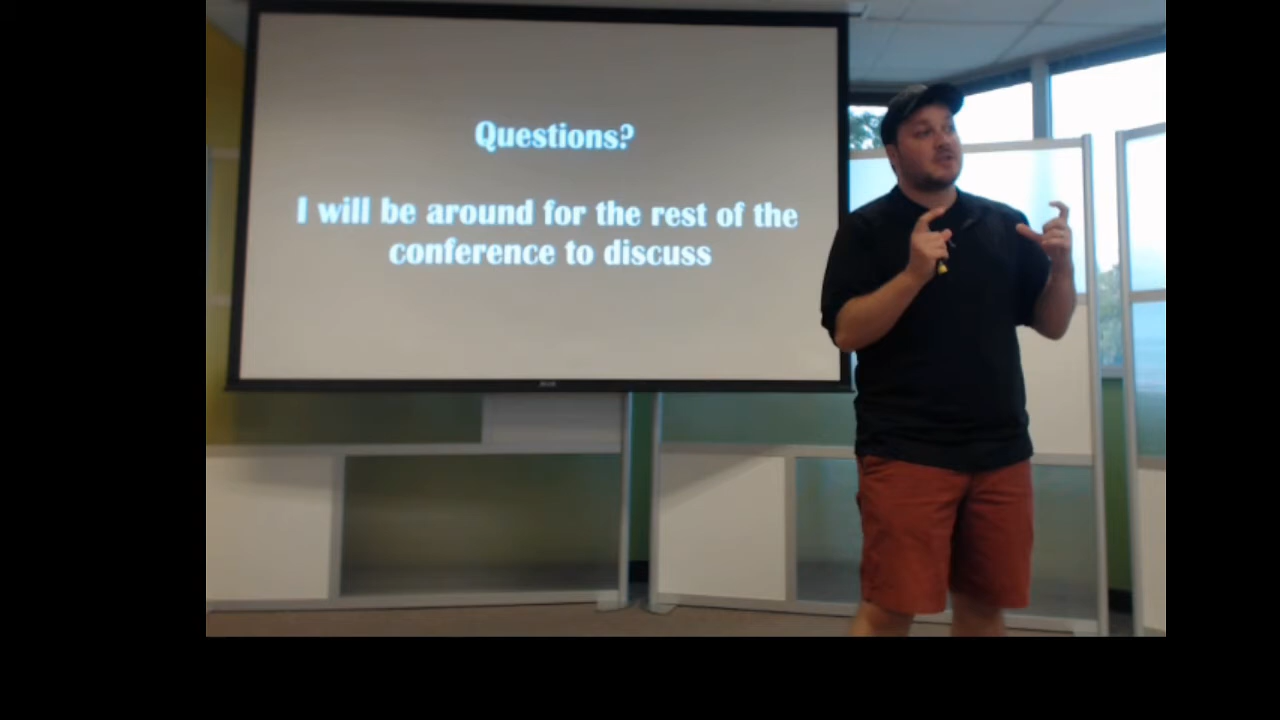 Questions?
I will be around for the rest of the
conference to discuss